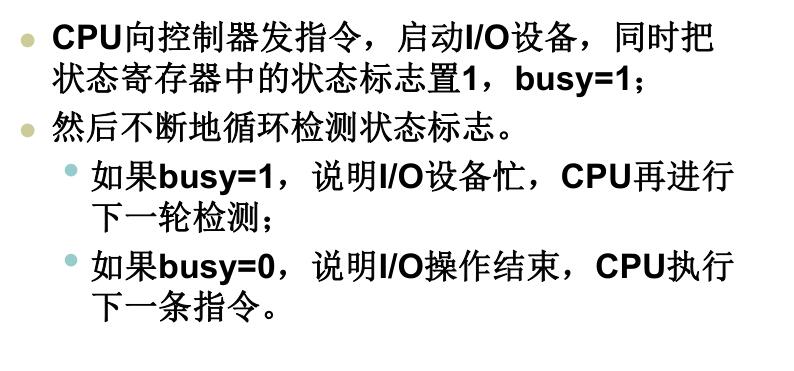 CPU向控制器发指令，启动I/O设备，同时把
状态寄存器中的状态标志置1，busy=1；
然后不断地循环检测状态标志。
如果busy=1，说明I/O设备忙，CPU再进行
下一轮检测；
如果busy=0，说明I/O操作结束，CPU执行
下一条指令。